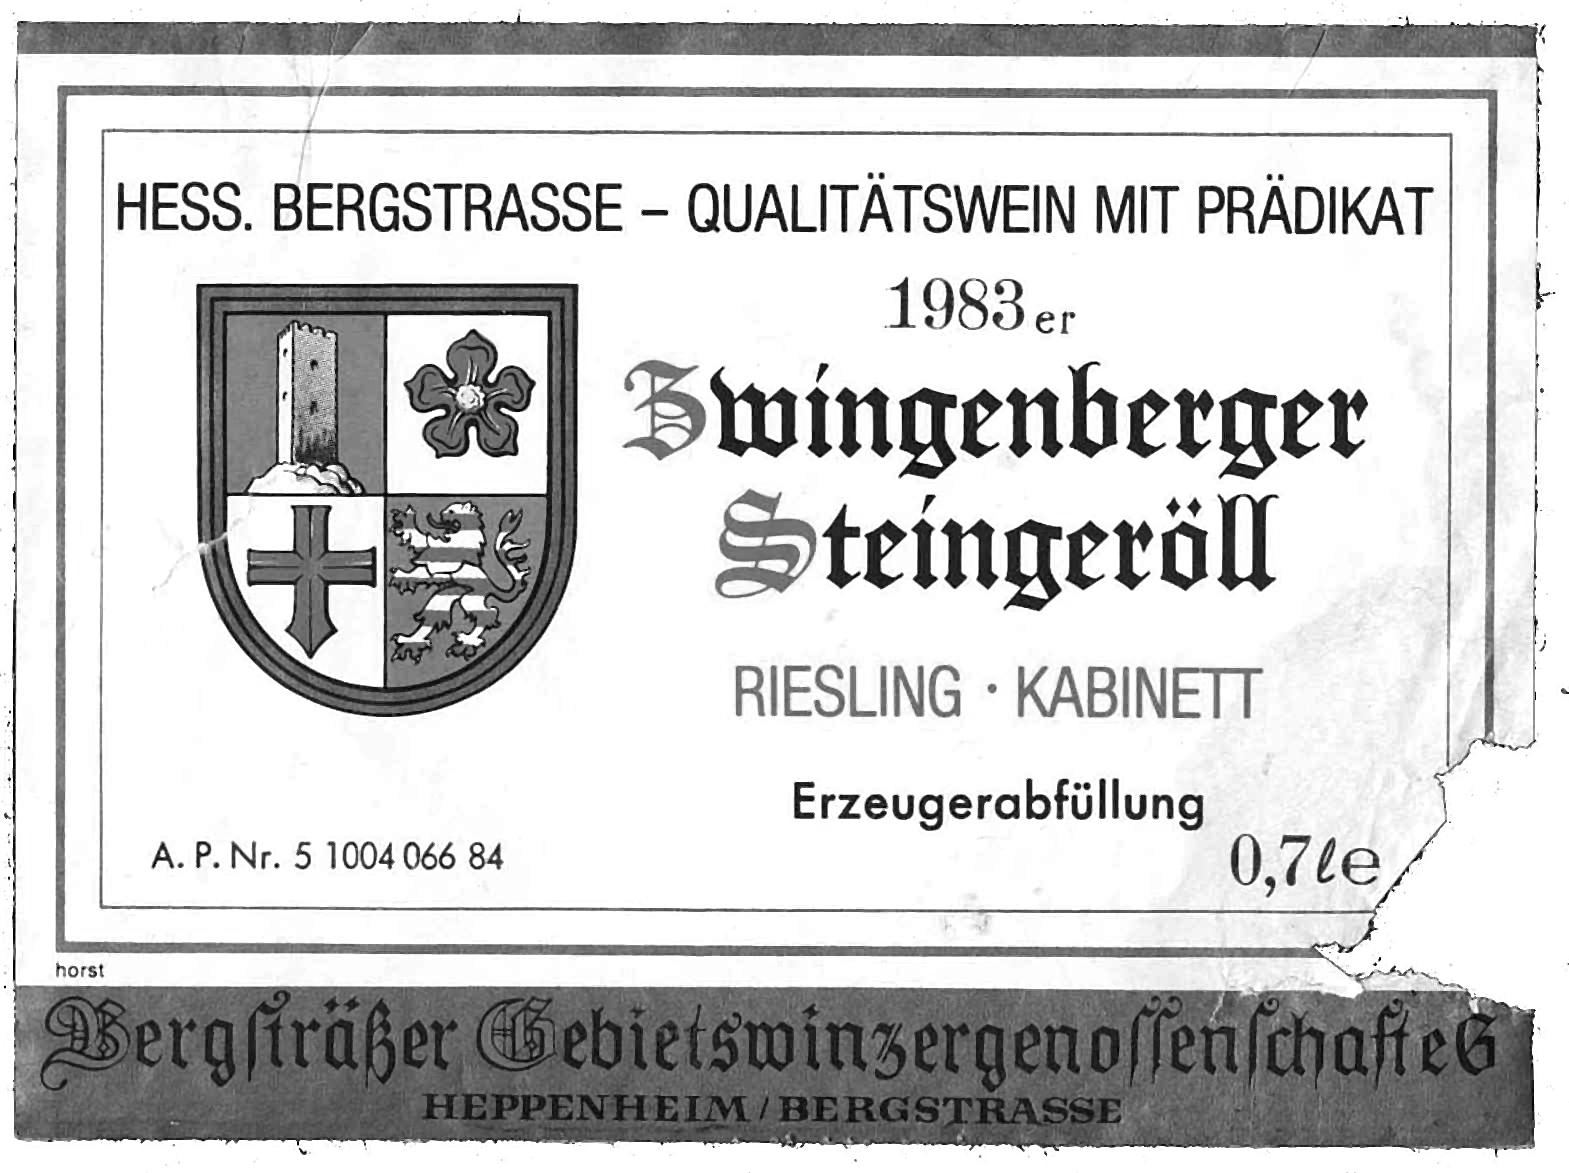 HESS. BERGSTRASSE – QUALITÄTSWEIN MIT PRÄDIKAT
1983er
Zwingenberger
Steingeröll
RIESLING · KABINETT
Erzeugerabfüllung
A. P. Nr. 5 1004 066 84
0,7 ℓ e
horst
Bergſträßer Gebietswinzergenoſſenſchaft eG
HEPPENHEIM / BERGSTRASSE